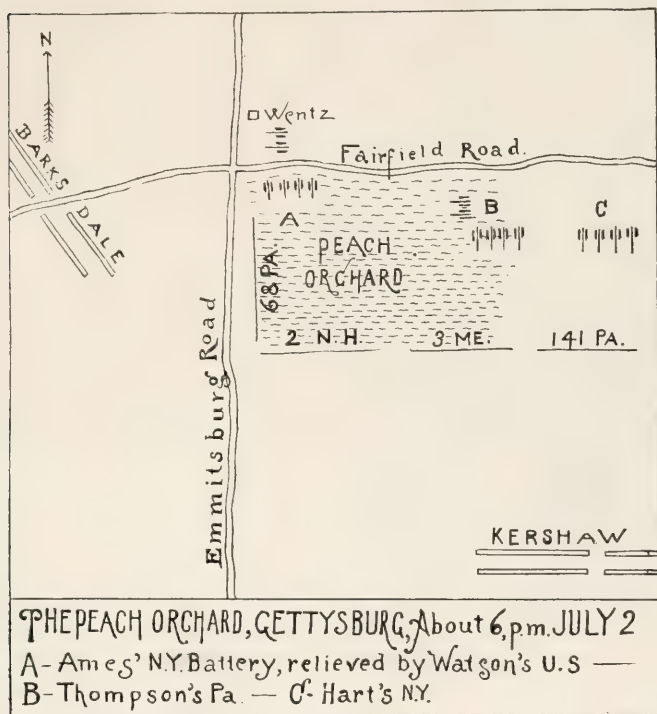 N
Wentz
BARKS
DALE
Fairfield Road.
A
B
C
PEACH
ORCHARD
68 PA.
2 N.H.
3 ME.
141 PA.
Emmitsburg Road
KERSHAW
THE PEACH ORCHARD, GETTYSBURG, About 6, p.m. JULY 2
A - Ames' N.Y. Battery, relieved by Watson's U.S —
B - Thompson's Pa. — C - Hart's N.Y.